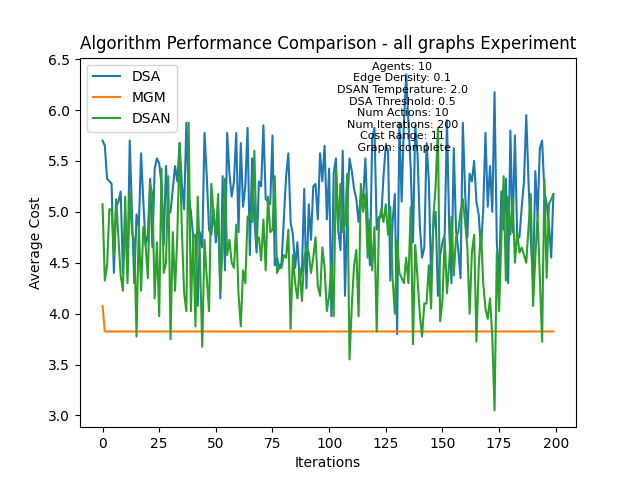 Algorithm Performance Comparison - all graphs Experiment
DSA
MGM
DSAN
Agents: 10
Edge Density: 0.1
DSAN Temperature: 2.0
DSA Threshold: 0.5
Num Actions: 10
Num Iterations: 200
Cost Range: 11
Graph: complete
6.5
6.0
5.5
5.0
4.5
4.0
3.5
3.0
Average Cost
0 25 50 75 100 125 150 175 200
Iterations